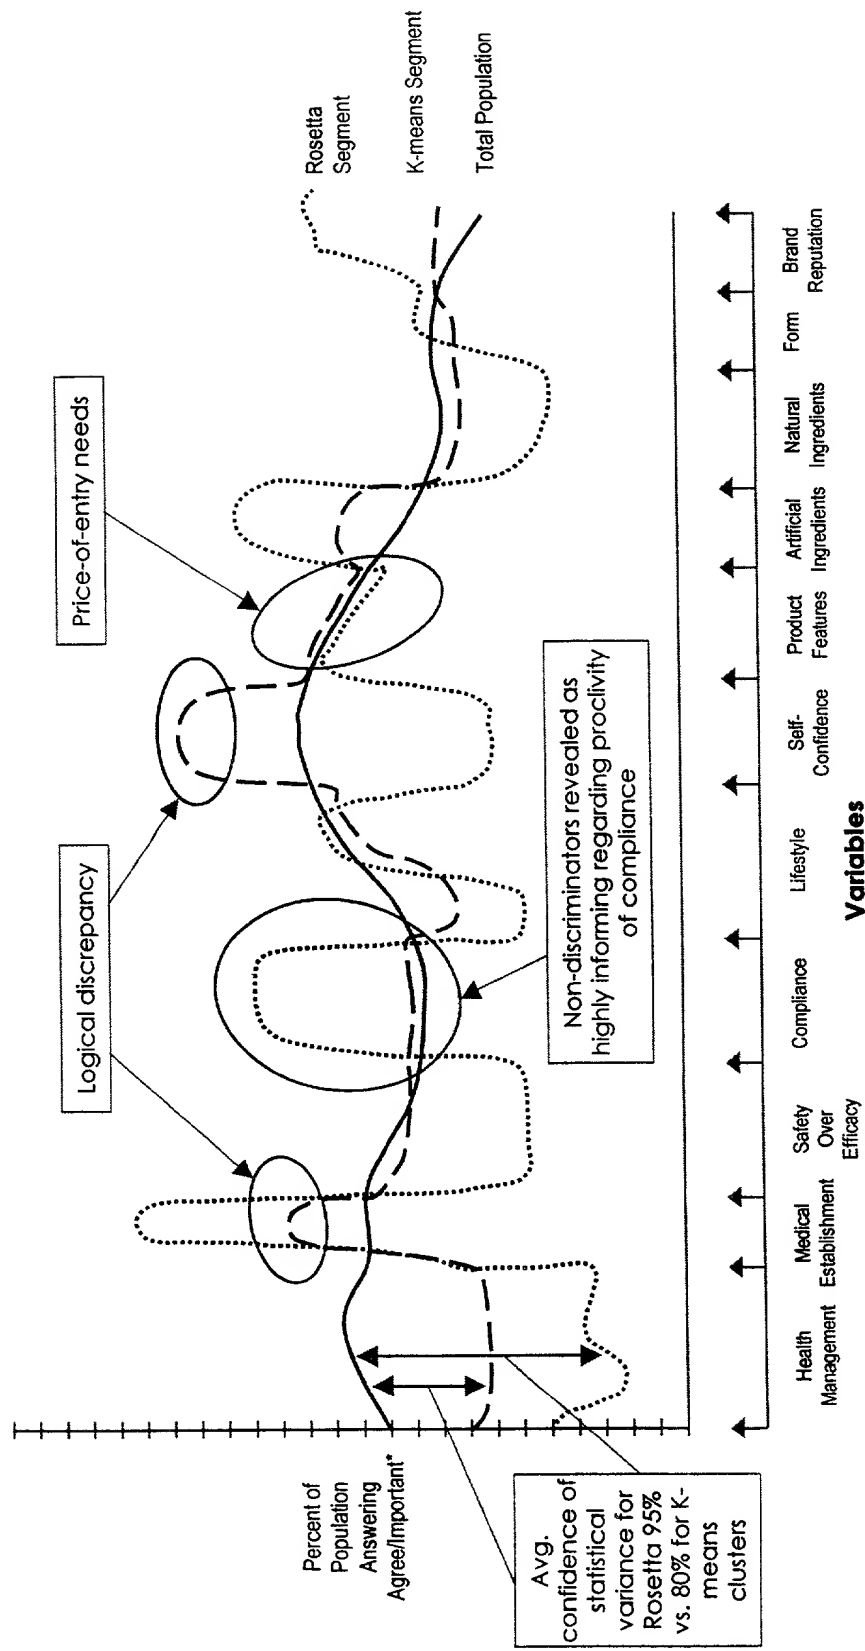 Logical discrepancy
Price-of-entry needs
Rosetta
Segment
K-means Segment
Total Population
Percent of
Population
Answering
Agree/Important*
Avg.
confidence of
statistical
variance for
Rosetta 95%
vs. 80% for K-
means
clusters
Non-discriminators revealed as
highly informing regarding proclivity
of compliance
Health
Management
Medical
Establishment
Safety
Over
Efficacy
Compliance
Lifestyle
Self-
Confidence
Product
Features
Artificial
Ingredients
Natural
Ingredients
Form
Brand
Reputation
Variables